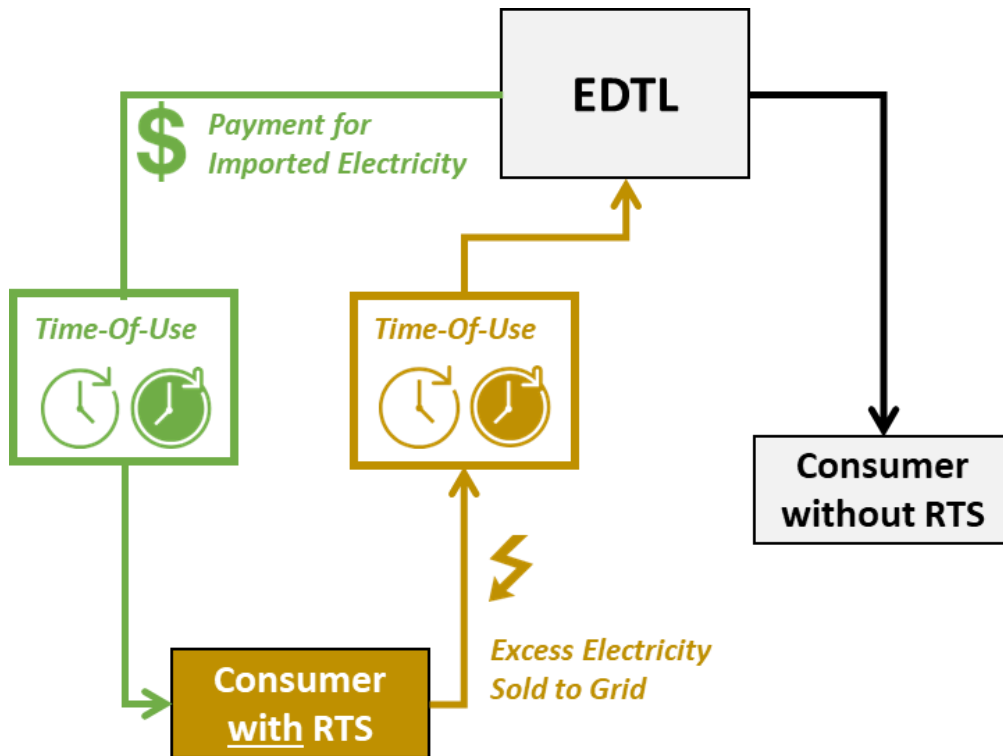 EDTL
$
Payment for
Imported Electricity
Time-Of-Use
Time-Of-Use
Consumer
without RTS
Excess Electricity
Sold to Grid
Consumer
with RTS